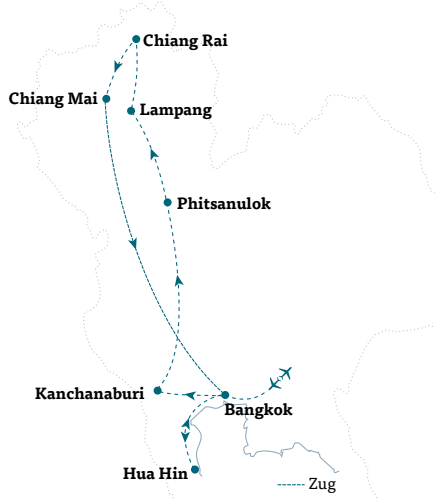 Chiang Rai
Chiang Mai
Lampang
Phitsanulok
Kanchanaburi
Bangkok
Hua Hin
Zug